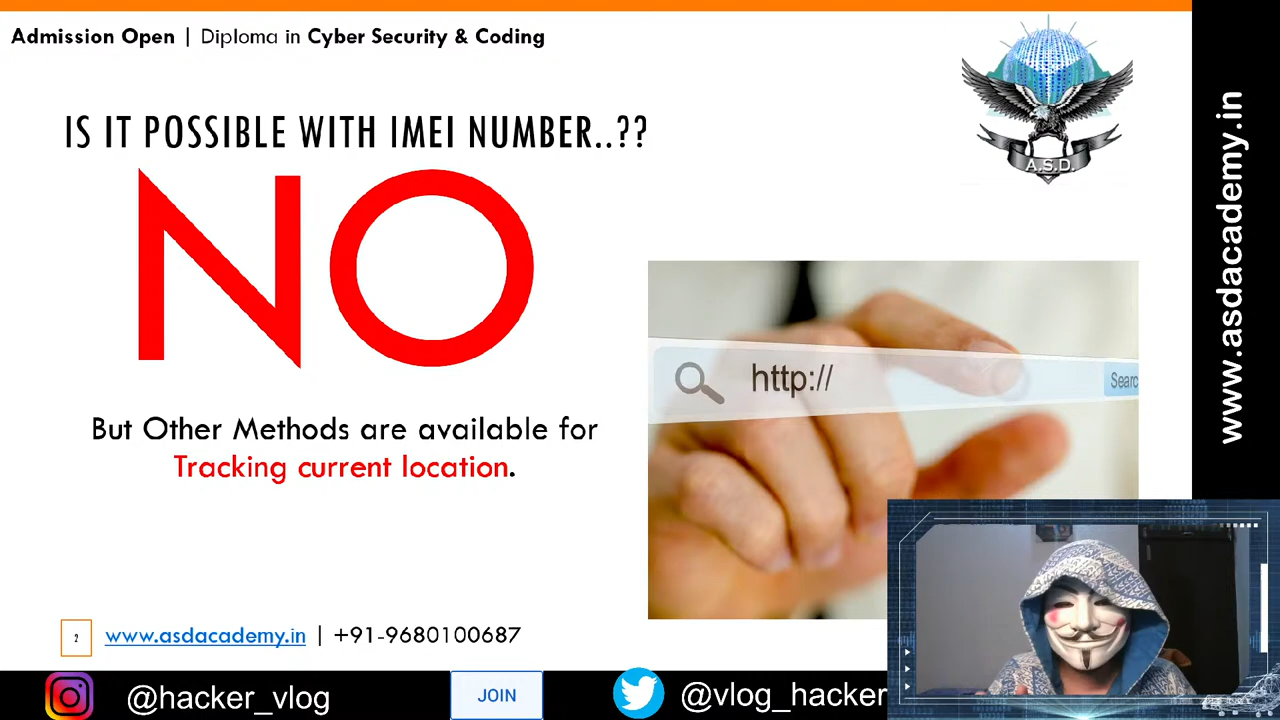 Admission Open | Diploma in Cyber Security & Coding
A.S.D.
IS IT POSSIBLE WITH IMEI NUMBER..??
NO
http://
Searc
But Other Methods are available for
Tracking current location.
www.asdacademy.in
2
www.asdacademy.in | +91-9680100687
@hacker_vlog
JOIN
@vlog_hacker